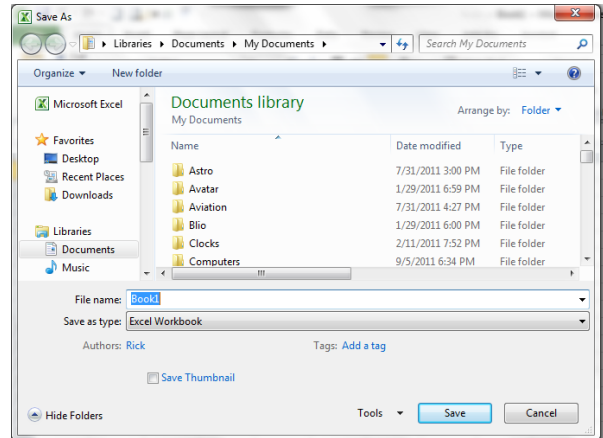 Save As
Libraries Documents My Documents
Search My Documents
Organize New folder
Microsoft Excel
Favorites
Desktop
Recent Places
Downloads
Libraries
Documents
Music
Documents library
My Documents
Arrange by: Folder
Name Date modified Type
Astro 7/31/2011 3:00 PM File folder
Avatar 1/29/2011 6:59 PM File folder
Aviation 7/31/2011 4:27 PM File folder
Blio 1/29/2011 6:00 PM File folder
Clocks 2/11/2011 7:52 PM File folder
Computers 9/5/2011 6:34 PM File folder
File name: Book1
Save as type: Excel Workbook
Authors: Rick Tags: Add a tag
Save Thumbnail
Hide Folders Tools Save Cancel